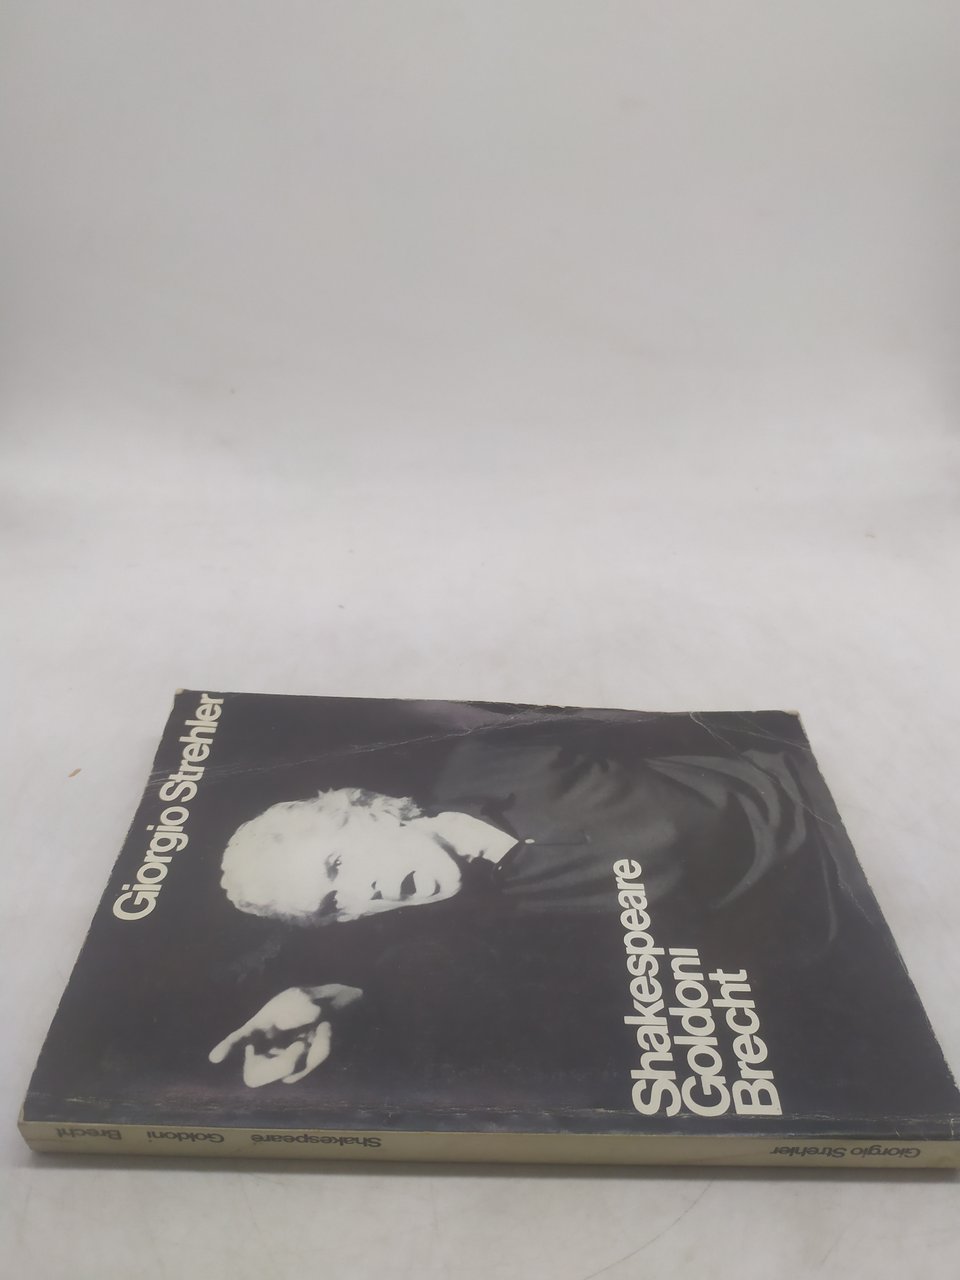 Giorgio Strehler
Shakespeare
Goldoni
Brecht
Giorgio Strehler Shakespeare Goldoni Brecht